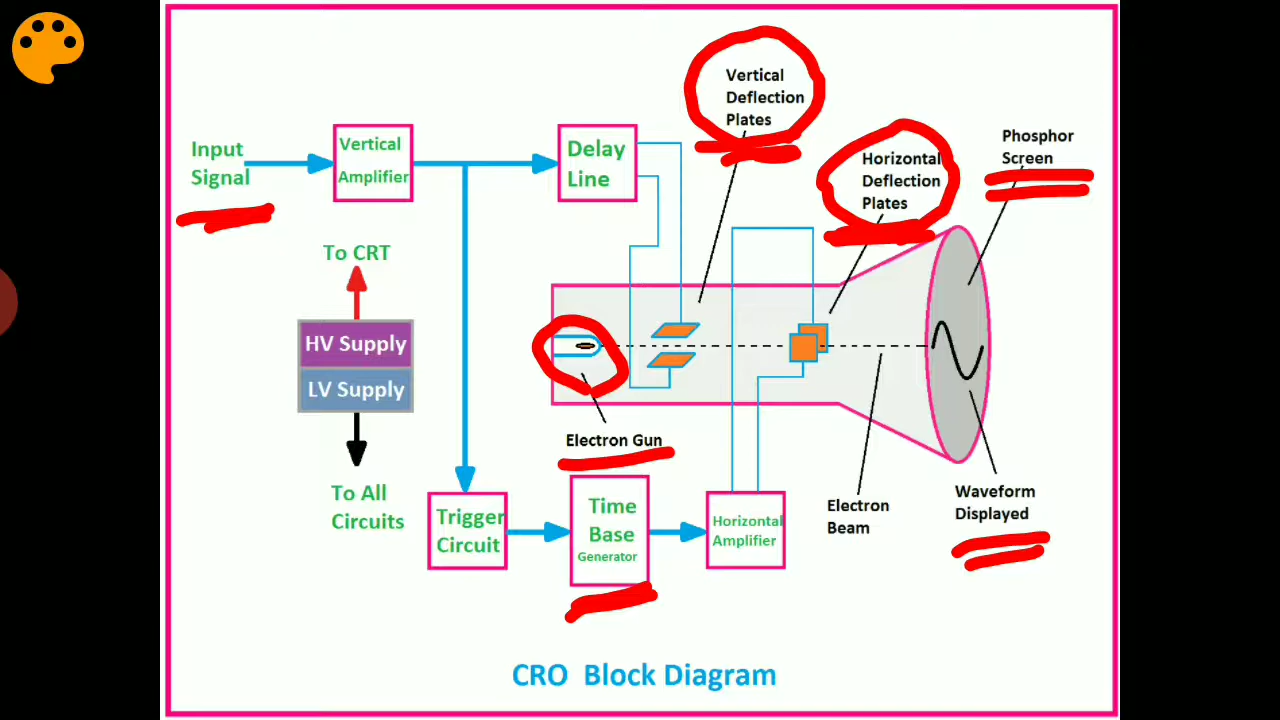 Vertical
Deflection
Plates
Horizontal
Deflection
Plates
Phosphor
Screen
Input
Signal
Vertical
Amplifier
Delay
Line
To CRT
HV Supply
LV Supply
To All
Circuits
Electron Gun
Trigger
Circuit
Time
Base
Generator
Horizontal
Amplifier
Electron
Beam
Waveform
Displayed
CRO Block Diagram